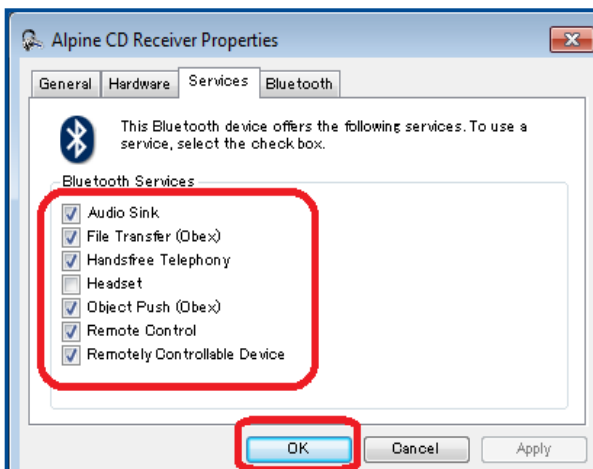 Alpine CD Receiver Properties
General Hardware Services Bluetooth
This Bluetooth device offers the following services. To use a
service, select the check box.
Bluetooth Services
Audio Sink
File Transfer (Obex)
Handsfree Telephony
Headset
Object Push (Obex)
Remote Control
Remotely Controllable Device
OK Cancel Apply